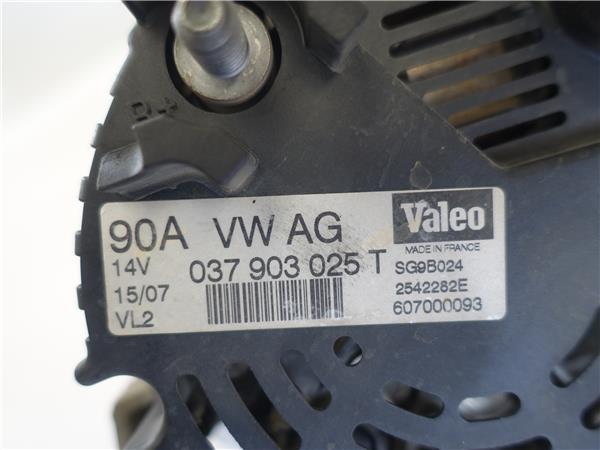 B+
90A VW AG
Valeo
MADE IN FRANCE
14V 037 903 025 T SG9B024
15/07 2542282E
VL2 607000093